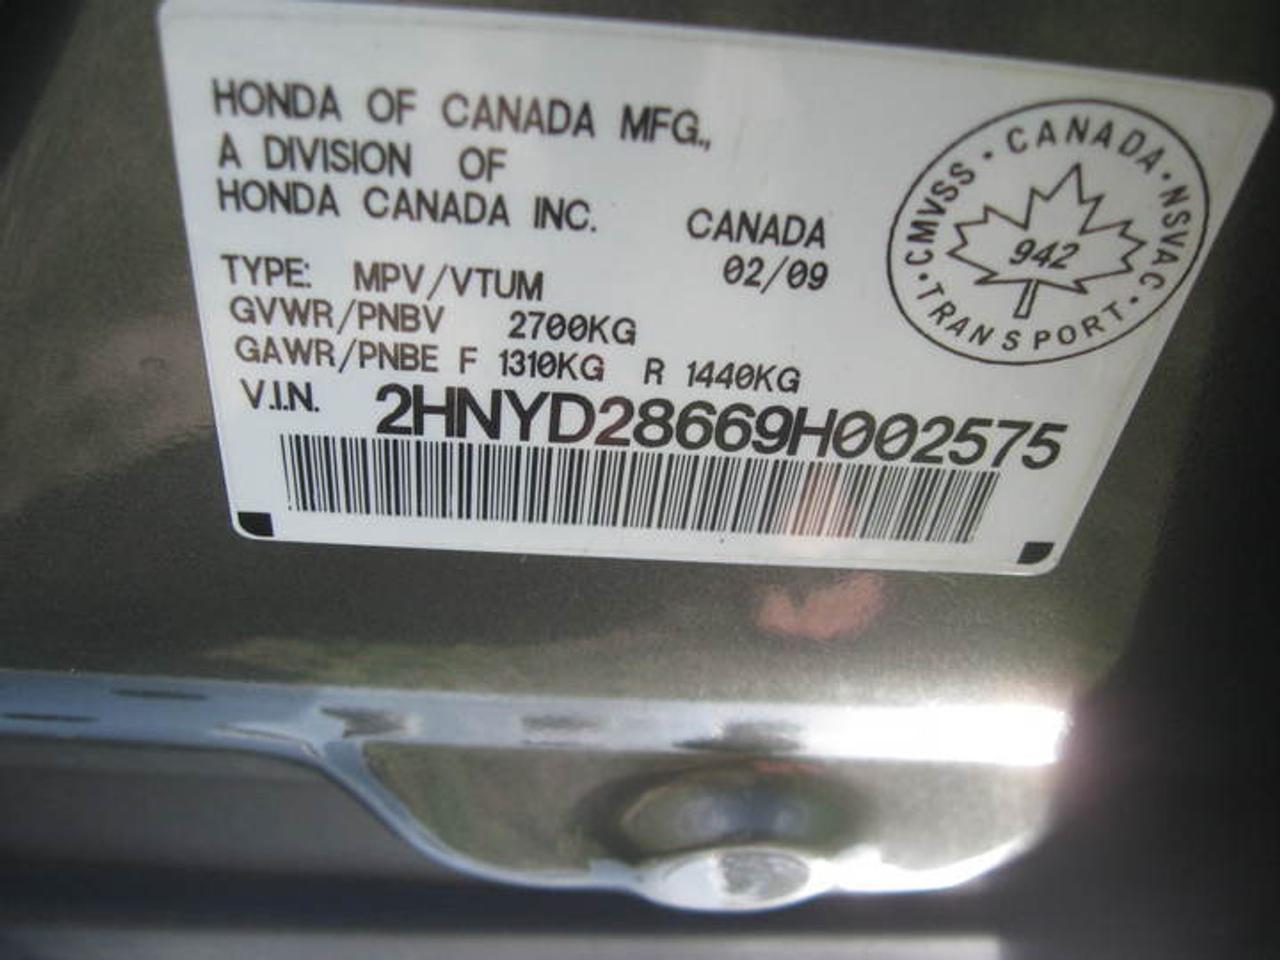 HONDA OF CANADA MFG.,
A DIVISION OF
HONDA CANADA INC.
CANADA
02/09
TYPE: MPV/VTUM
GVWR/PNBV 2700KG
GAWR/PNBE F 1310KG R 1440KG
V.I.N. 2HNYD28669H002575
CANADA · NSVAC · TRANSPORT · CMVSS ·
942